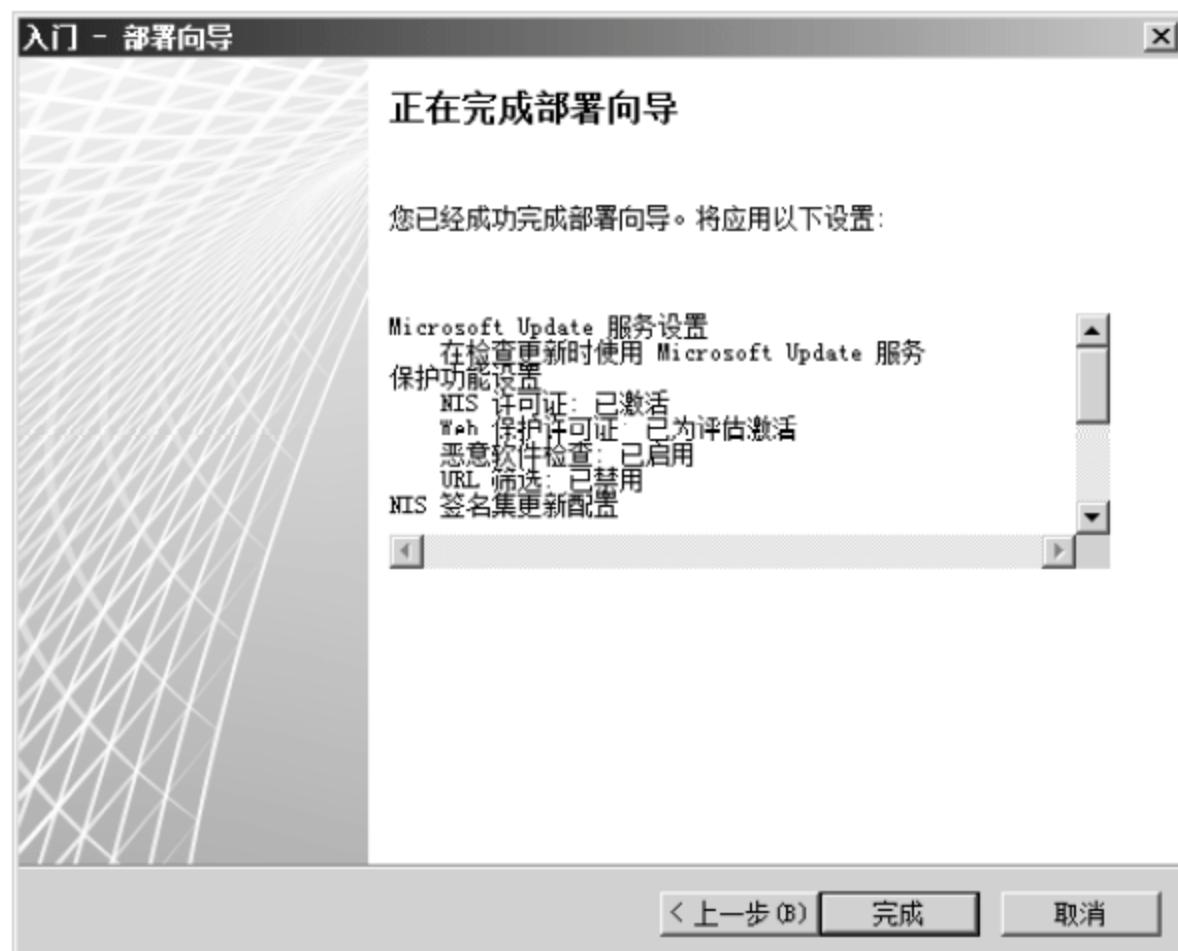 入门 - 部署向导
正在完成部署向导
您已经成功完成部署向导。将应用以下设置:
Microsoft Update 服务设置
在检查更新时使用 Microsoft Update 服务
保护功能设置
NIS 许可证: 已激活
Web 保护许可证: 已为评估激活
恶意软件检查: 已启用
URL 筛选: 已禁用
NIS 签名集更新配置
< 上一步(B)
完成
取消